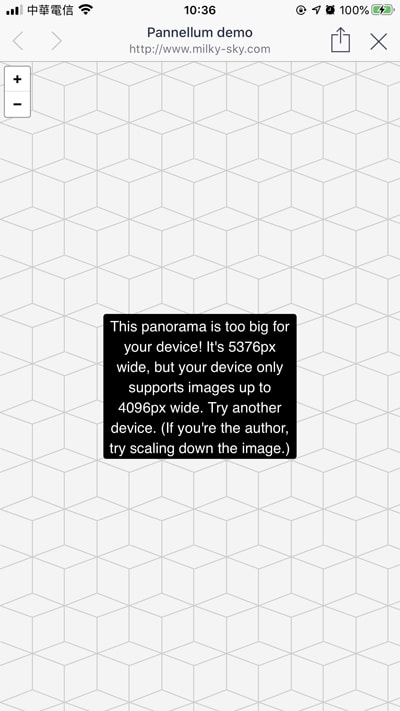 中華電信
10:36
100%
Pannellum demo
http://www.milky-sky.com
+
−
This panorama is too big for
your device! It's 5376px
wide, but your device only
supports images up to
4096px wide. Try another
device. (If you're the author,
try scaling down the image.)